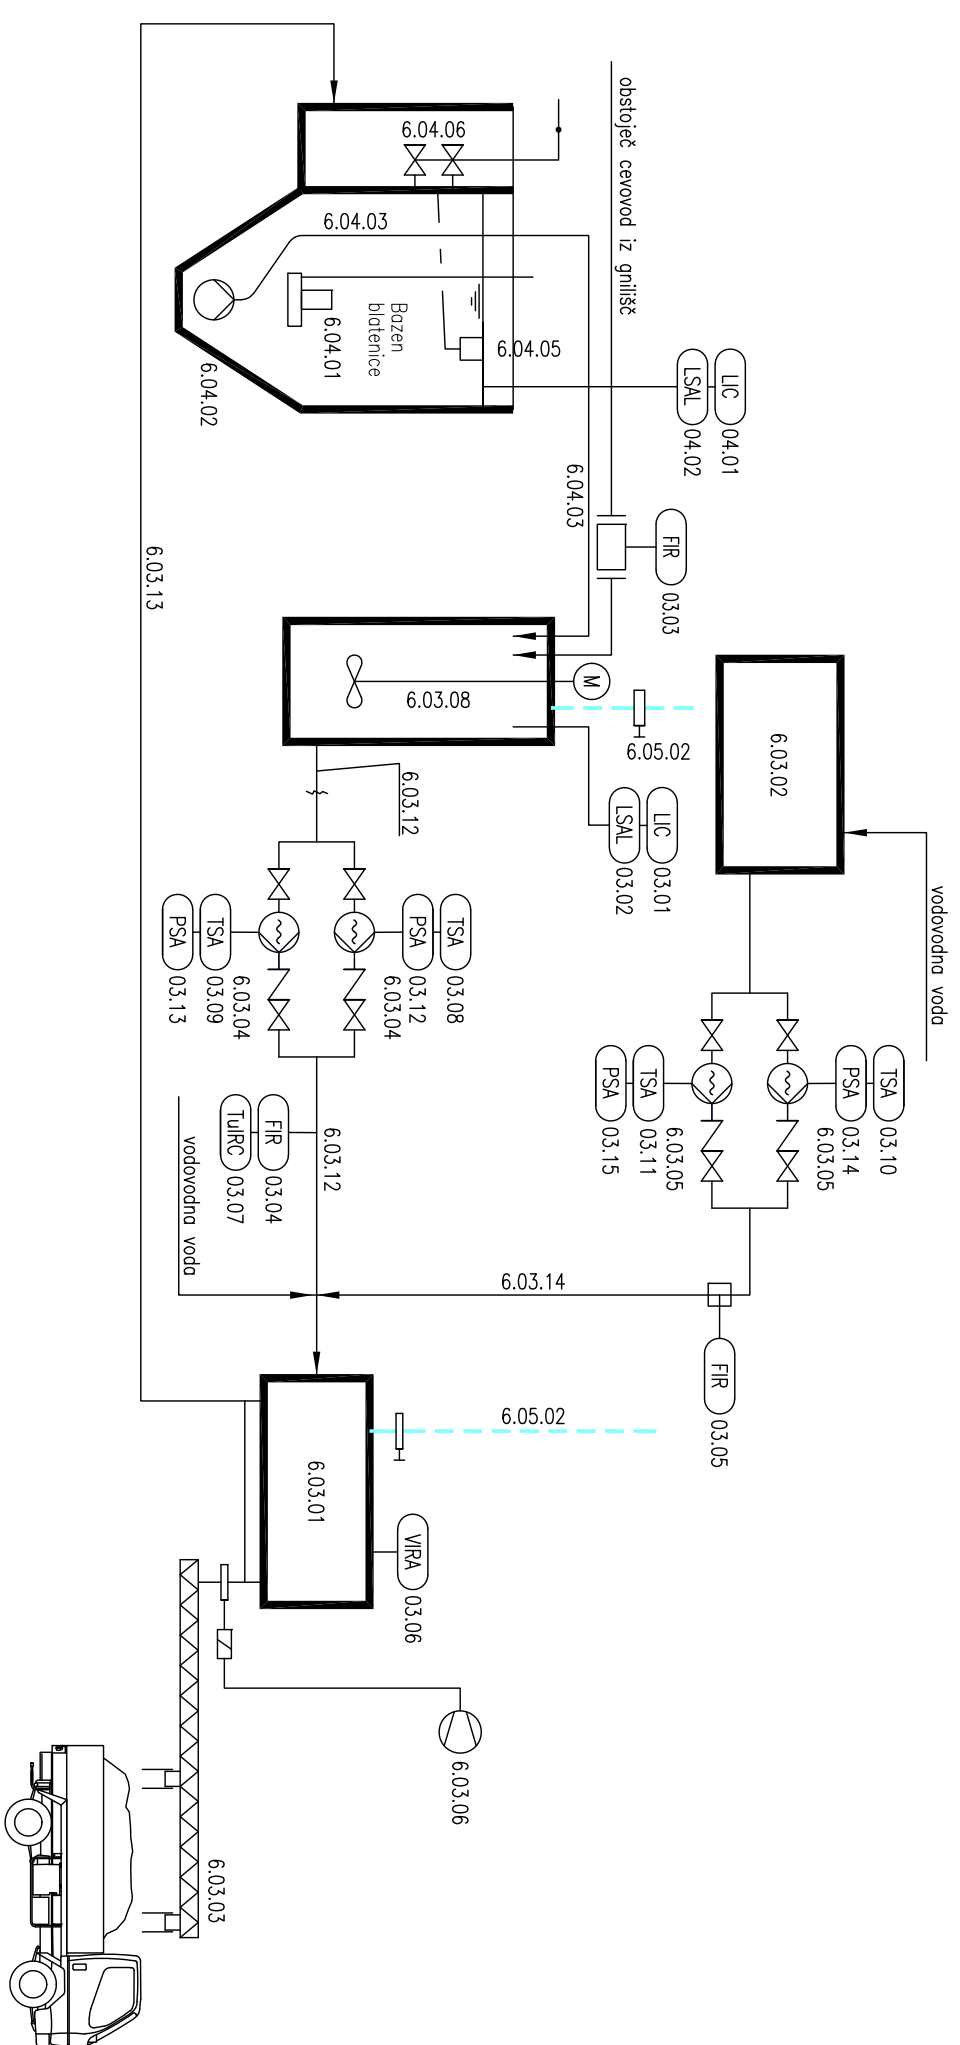 obstoječ cevovod iz gnilišč
6.04.06
6.04.03
Bazen
blatenice
6.04.01
6.04.05
6.04.02
LIC 04.01
LSAL 04.02
6.04.03
FIR 03.03
6.03.13
M
6.03.08
6.05.02
6.03.02
vodovodna voda
LIC 03.01
LSAL 03.02
6.03.12
TSA 03.08
PSA 03.12
6.03.04
6.03.04
TSA 03.09
PSA 03.13
TSA 03.10
PSA 03.14
6.03.05
6.03.05
TSA 03.11
PSA 03.15
6.03.12
FIR 03.04
TuIRC 03.07
vodovodna voda
6.03.14
FIR 03.05
6.05.02
6.03.01
VIRA 03.06
6.03.06
6.03.03